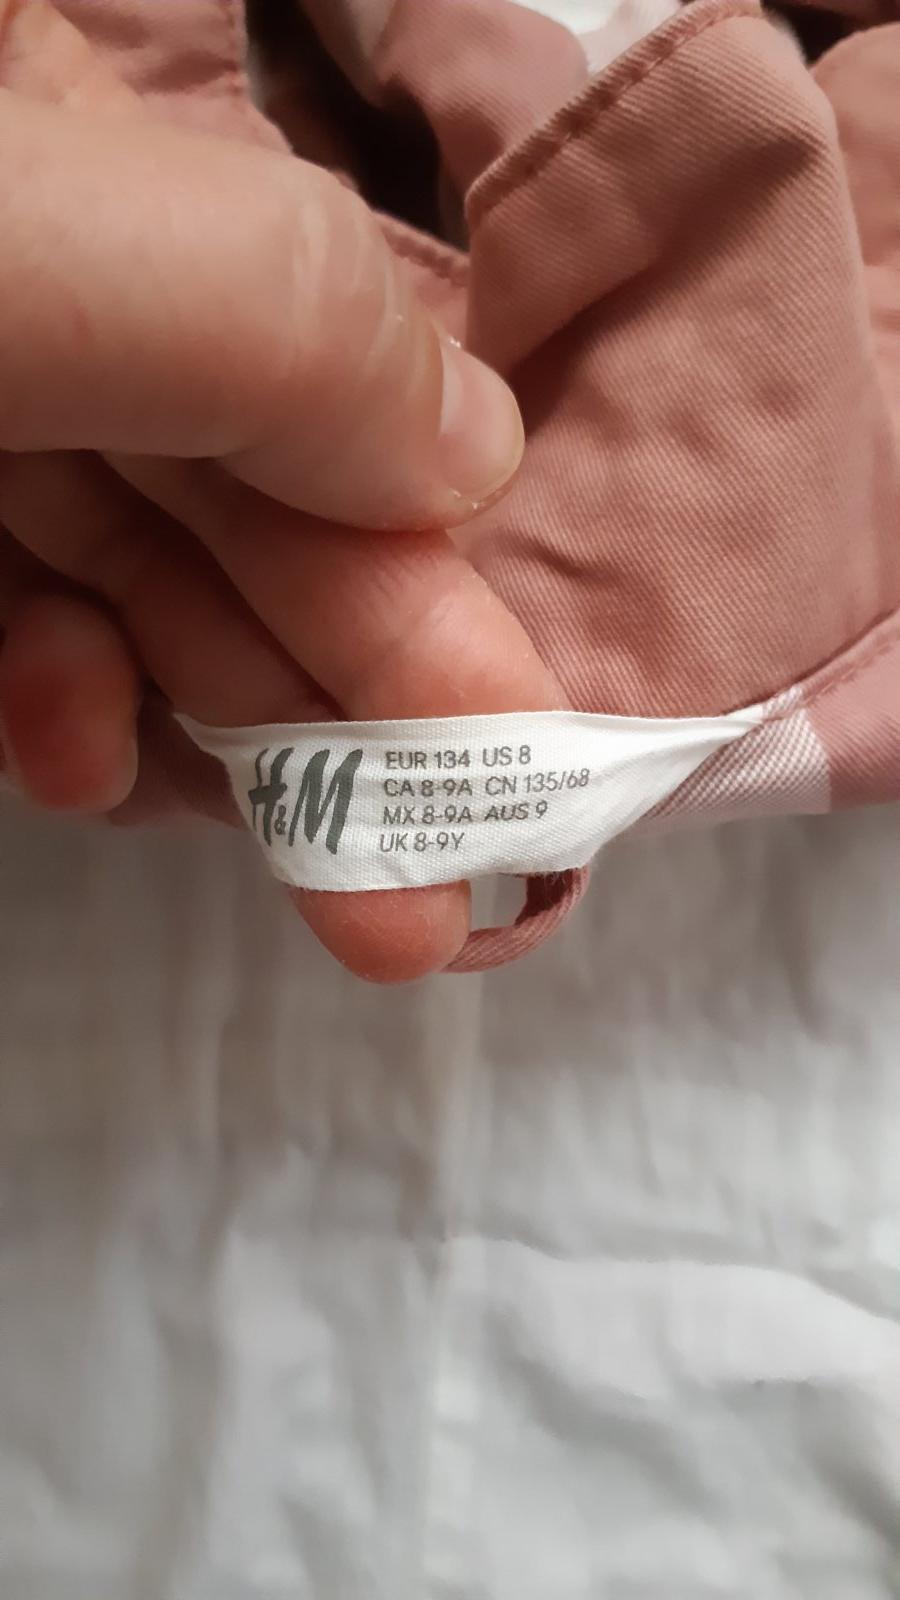 H&M
EUR 134 US 8
CA 8-9A CN 135/68
MX 8-9A AUS 9
UK 8-9Y